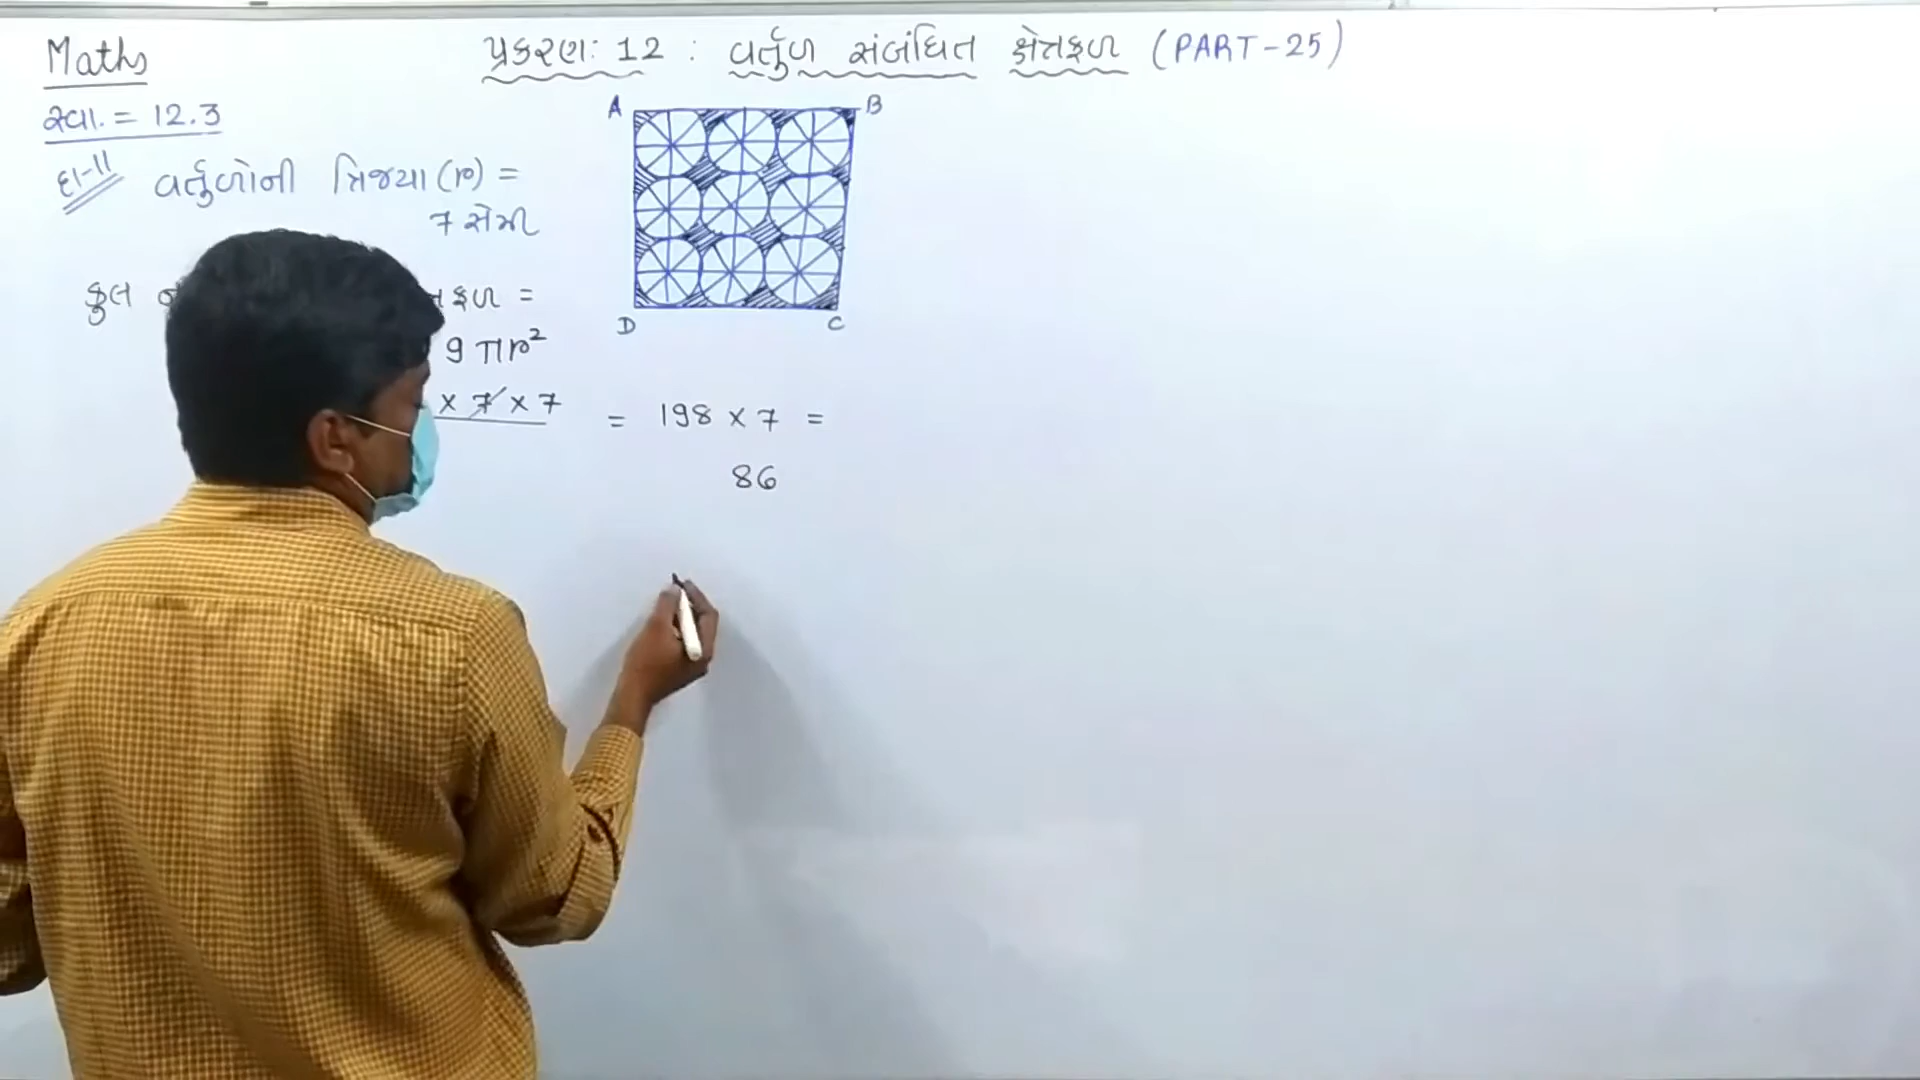 Maths
પ્રકરણ: 12 : વર્તુળ સંબંધિત ક્ષેત્રફળ (PART-25)
સ્વા. = 12.3
દા-11
વર્તુળોની ત્રિજ્યા (r) =
7 સેમી
A B
D C
કુલ
ફળ =
9 πr²
x 7 x 7
= 198 x 7 =
86